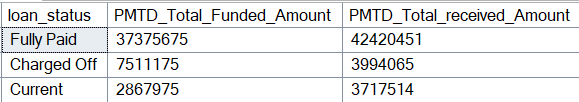 loan_status PMTD_Total_Funded_Amount PMTD_Total_received_Amount
Fully Paid 37375675 42420451
Charged Off 7511175 3994065
Current 2867975 3717514